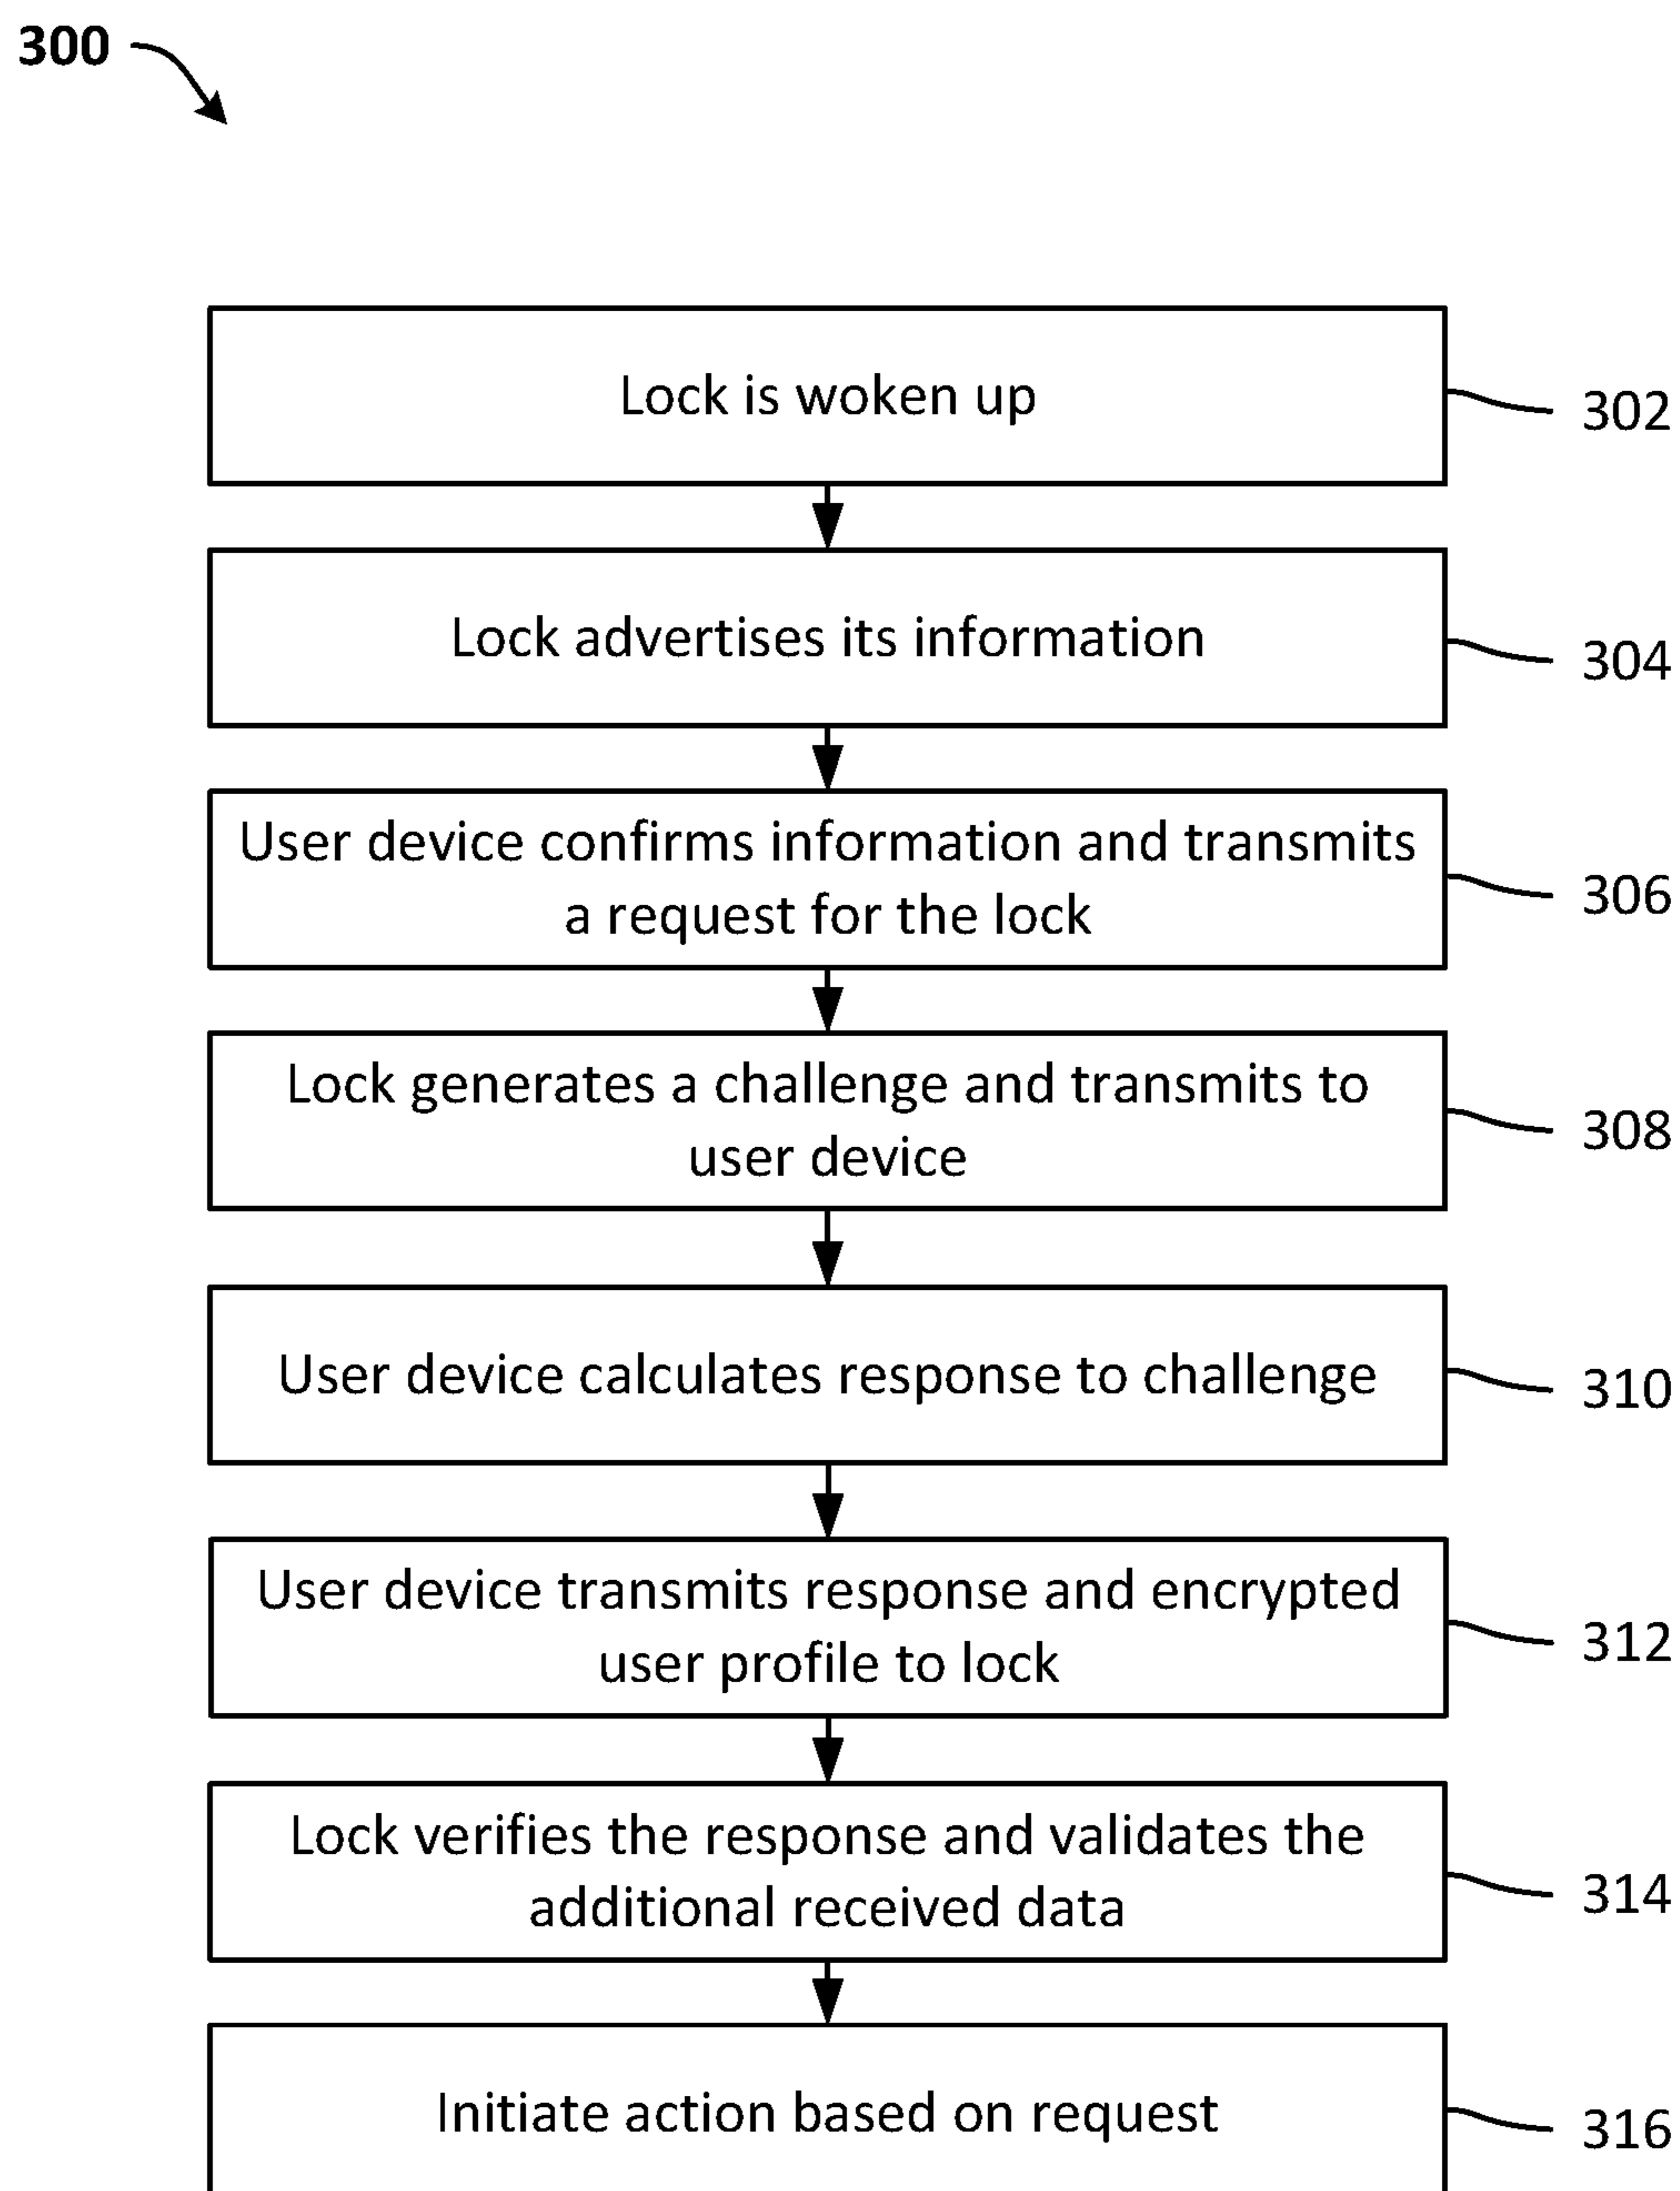 300
Lock is woken up
302
Lock advertises its information
304
User device confirms information and transmits
a request for the lock
306
Lock generates a challenge and transmits to
user device
308
User device calculates response to challenge
310
User device transmits response and encrypted
user profile to lock
312
Lock verifies the response and validates the
additional received data
314
Initiate action based on request
316